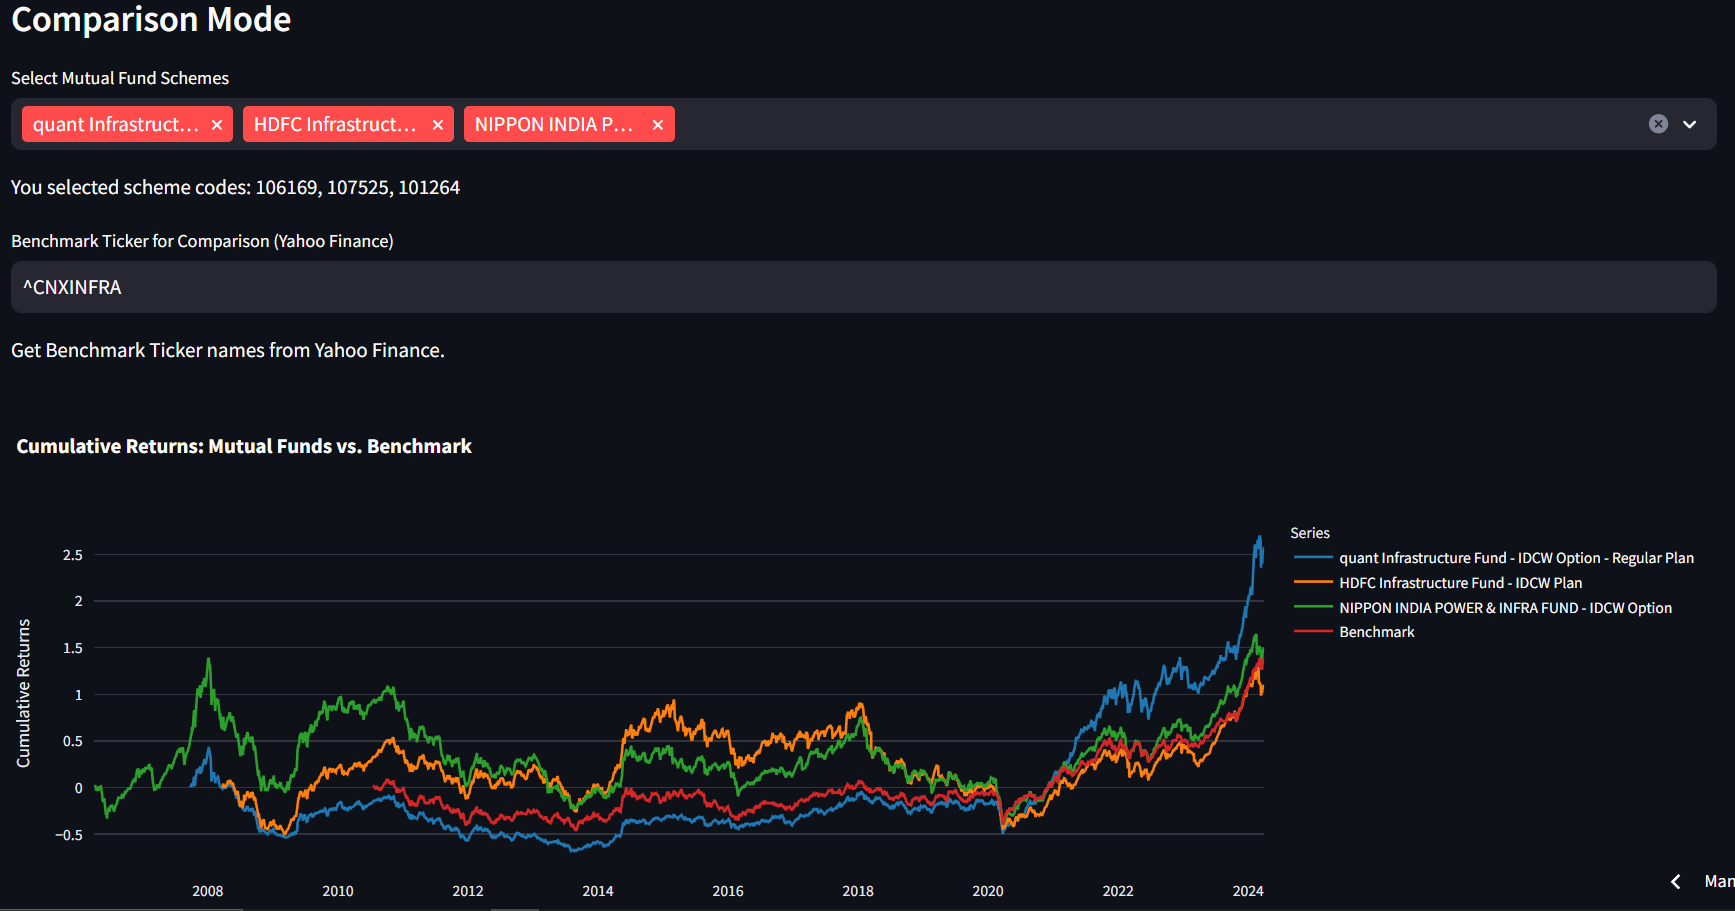 Comparison Mode
Select Mutual Fund Schemes
quant Infrastruct... × HDFC Infrastruct... × NIPPON INDIA P... ×
You selected scheme codes: 106169, 107525, 101264
Benchmark Ticker for Comparison (Yahoo Finance)
^CNXINFRA
Get Benchmark Ticker names from Yahoo Finance.
Cumulative Returns: Mutual Funds vs. Benchmark
Cumulative Returns
2.5
2
1.5
1
0.5
0
−0.5
2008 2010 2012 2014 2016 2018 2020 2022 2024
Series
quant Infrastructure Fund - IDCW Option - Regular Plan
HDFC Infrastructure Fund - IDCW Plan
NIPPON INDIA POWER & INFRA FUND - IDCW Option
Benchmark
Man